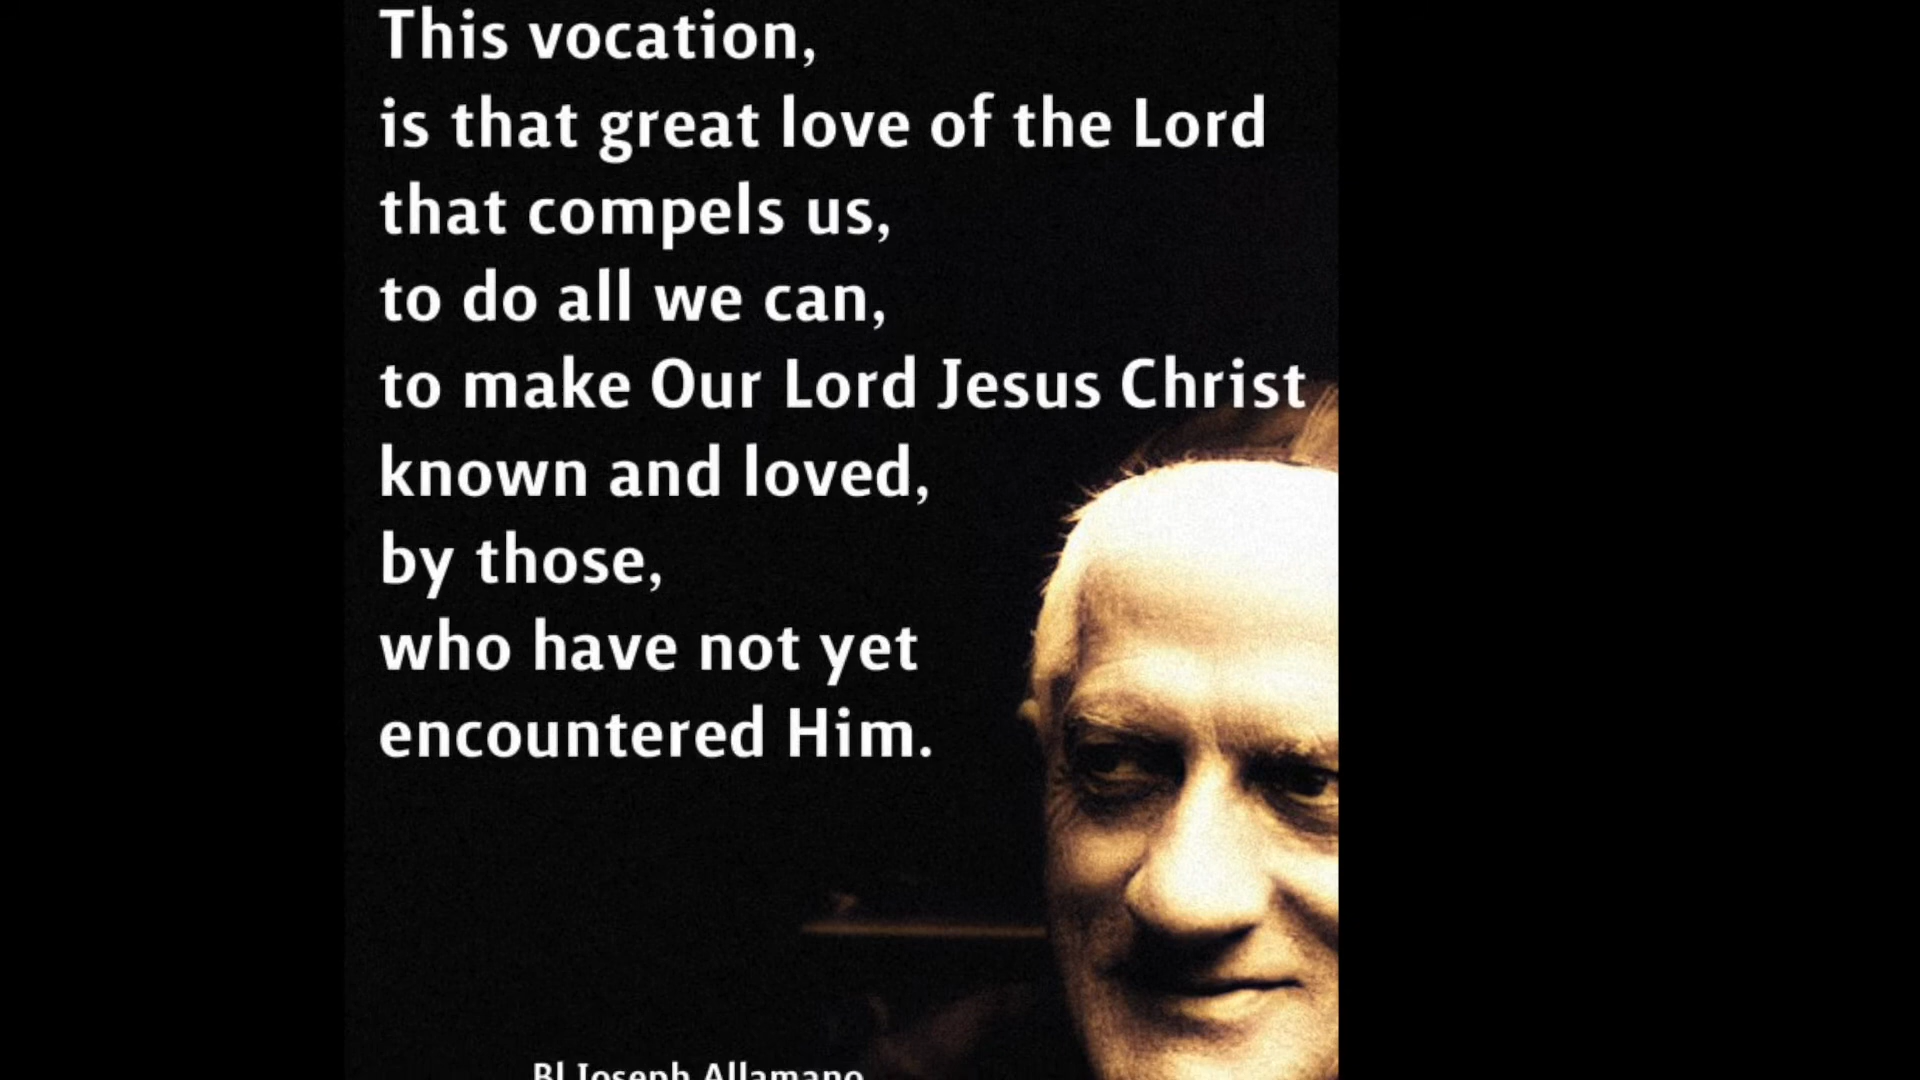 This vocation,
is that great love of the Lord
that compels us,
to do all we can,
to make Our Lord Jesus Christ
known and loved,
by those,
who have not yet
encountered Him.
Bl Joseph Allamano